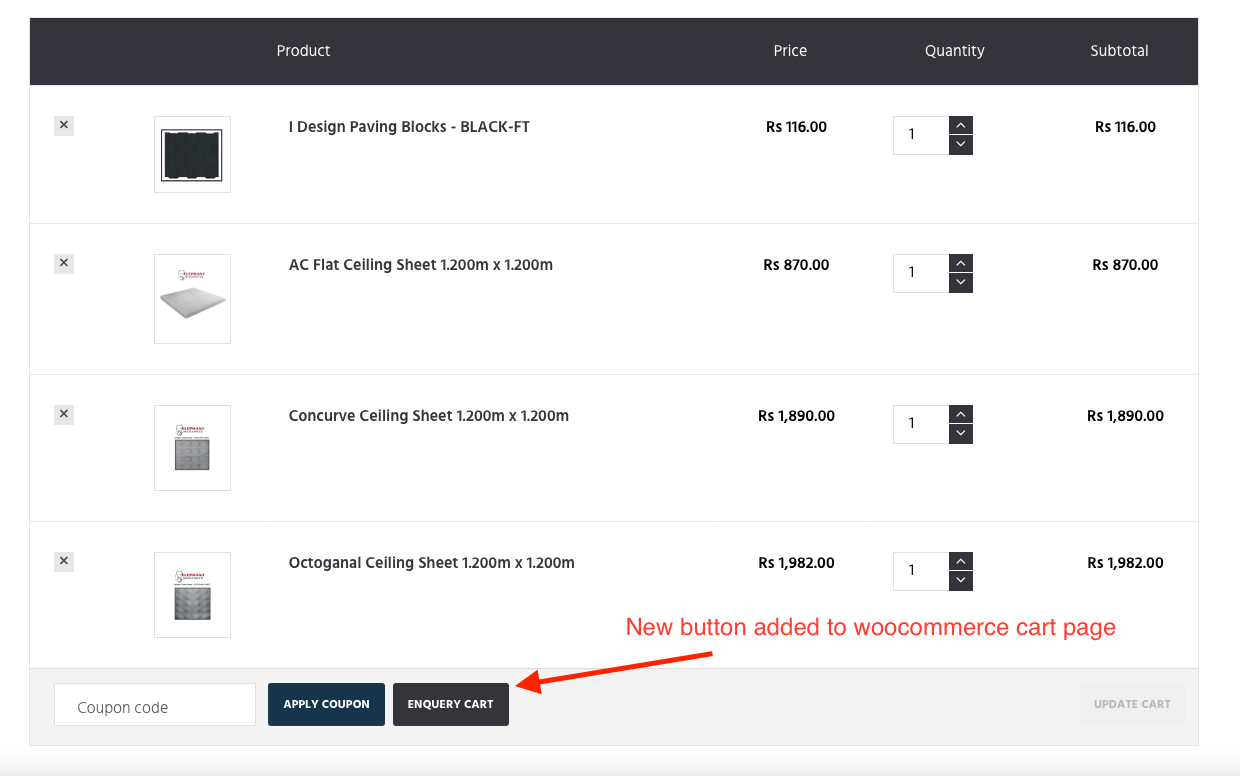 Product Price Quantity Subtotal
× I Design Paving Blocks - BLACK-FT Rs 116.00 1 Rs 116.00
× AC Flat Ceiling Sheet 1.200m x 1.200m Rs 870.00 1 Rs 870.00
ELEPHANT
× Concurve Ceiling Sheet 1.200m x 1.200m Rs 1,890.00 1 Rs 1,890.00
ELEPHANT
× Octoganal Ceiling Sheet 1.200m x 1.200m Rs 1,982.00 1 Rs 1,982.00
ELEPHANT
New button added to woocommerce cart page
Coupon code APPLY COUPON ENQUERY CART UPDATE CART